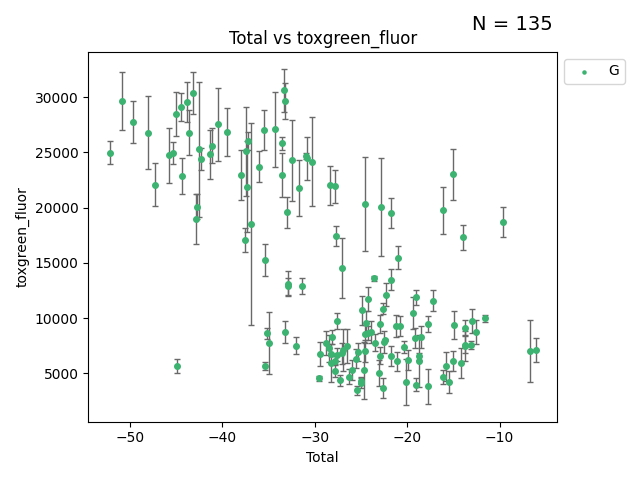 N = 135
Total vs toxgreen_fluor
G
toxgreen_fluor
30000
25000
20000
15000
10000
5000
−50 −40 −30 −20 −10
Total